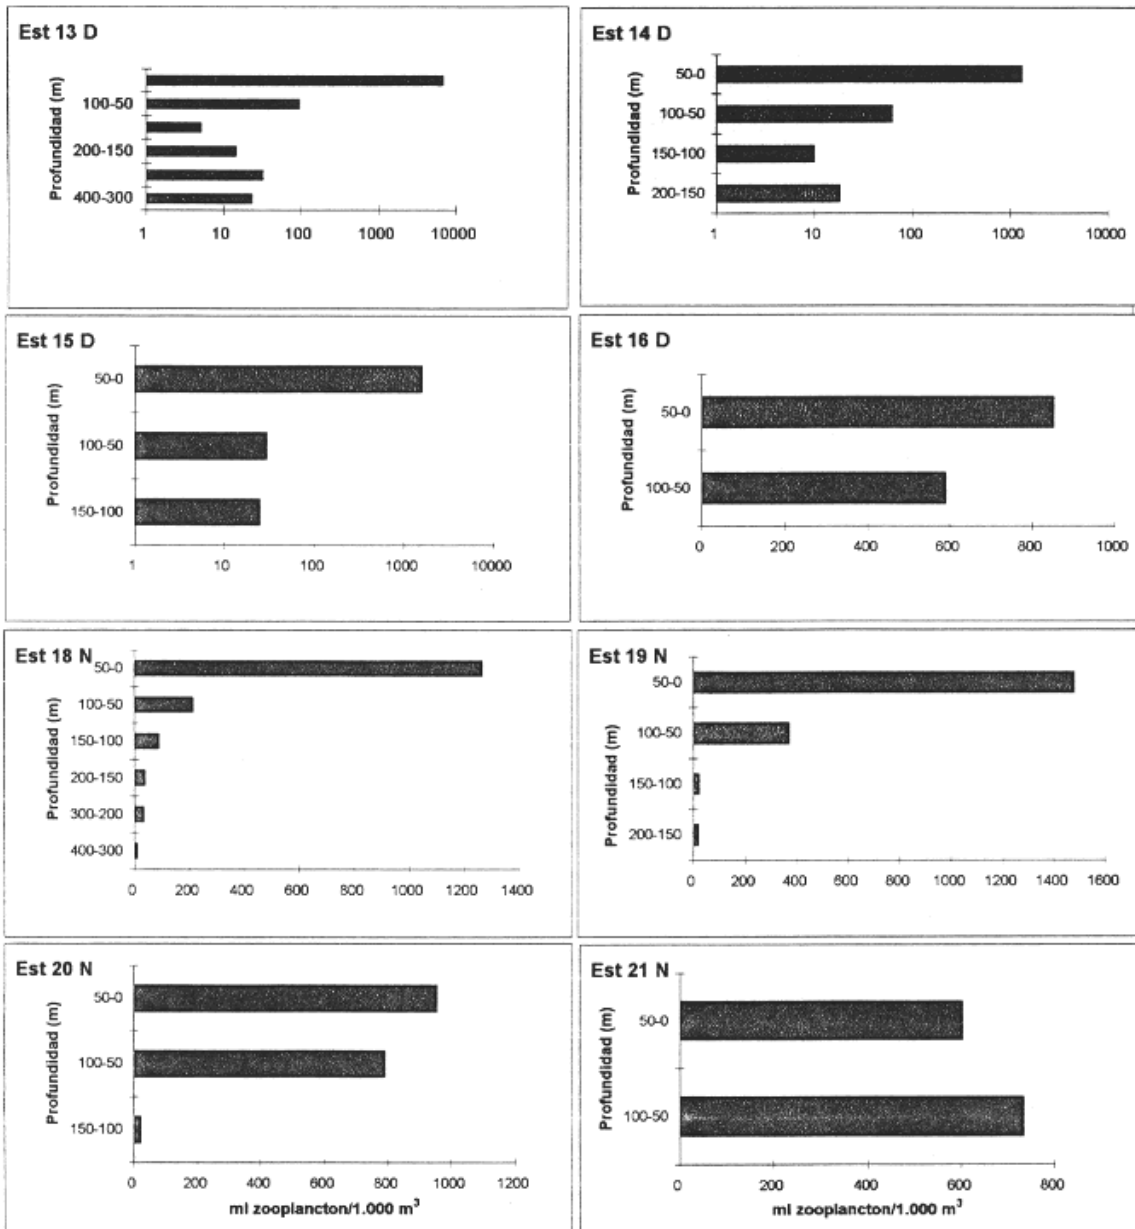 Est 13 D
Profundidad (m)
100-50
200-150
400-300
1 10 100 1000 10000
Est 14 D
Profundidad (m)
50-0
100-50
150-100
200-150
1 10 100 1000 10000
Est 15 D
Profundidad (m)
50-0
100-50
150-100
1 10 100 1000 10000
Est 16 D
Profundidad (m)
50-0
100-50
0 200 400 600 800 1000
Est 18 N
Profundidad (m)
50-0
100-50
150-100
200-150
300-200
400-300
0 200 400 600 800 1000 1200 1400
Est 19 N
Profundidad (m)
50-0
100-50
150-100
200-150
0 200 400 600 800 1000 1200 1400 1600
Est 20 N
Profundidad (m)
50-0
100-50
150-100
0 200 400 600 800 1000 1200
ml zooplancton/1.000 m³
Est 21 N
Profundidad (m)
50-0
100-50
0 200 400 600 800
ml zooplancton/1.000 m³